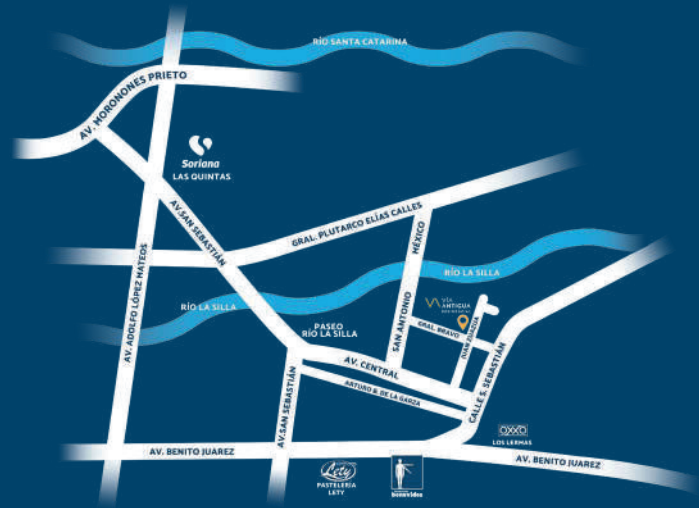 RÍO SANTA CATARINA
AV. MORONONES PRIETO
Soriana
LAS QUINTAS
AV.SAN SEBASTIÁN
GRAL. PLUTARCO ELÍAS CALLES
MÉXICO
AV. ADOLFO LÓPEZ MATEOS
RÍO LA SILLA
RÍO LA SILLA
VÍA
ANTIGUA
RESIDENCIAL
PASEO
RÍO LA SILLA
SAN ANTONIO
GRAL. BRAVO
JUAN ZUAZUA
AV. CENTRAL
CALLE S. SEBASTIÁN
ARTURO B. DE LA GARZA
AV.SAN SEBASTIÁN
OXXO
LOS LERMAS
AV. BENITO JUAREZ
AV. BENITO JUAREZ
Lety
PASTELERÍA
LETY
benavides